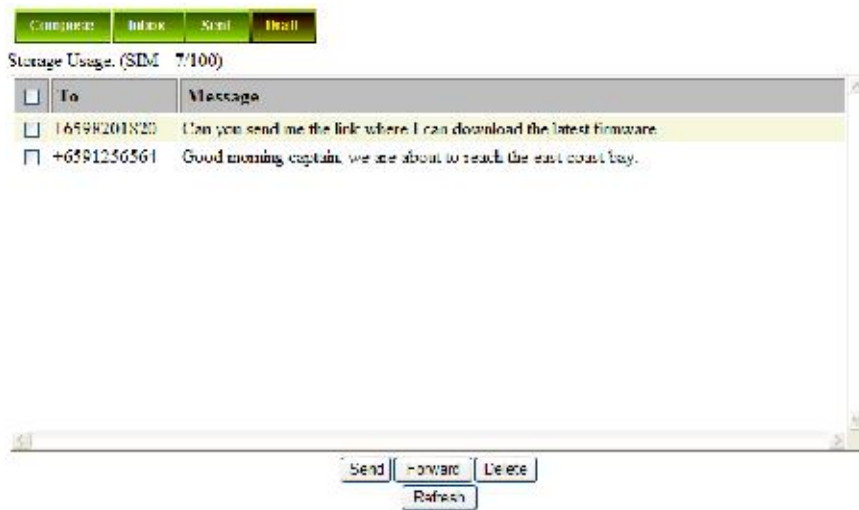 Compose Inbox Sent Draft
Storage Usage. (SIM 7/100)
To Message
+6598201820 Can you send me the link where I can download the latest firmware
+6591256564 Good morning captain, we are about to reach the east coast bay.
Send Forward Delete
Refresh